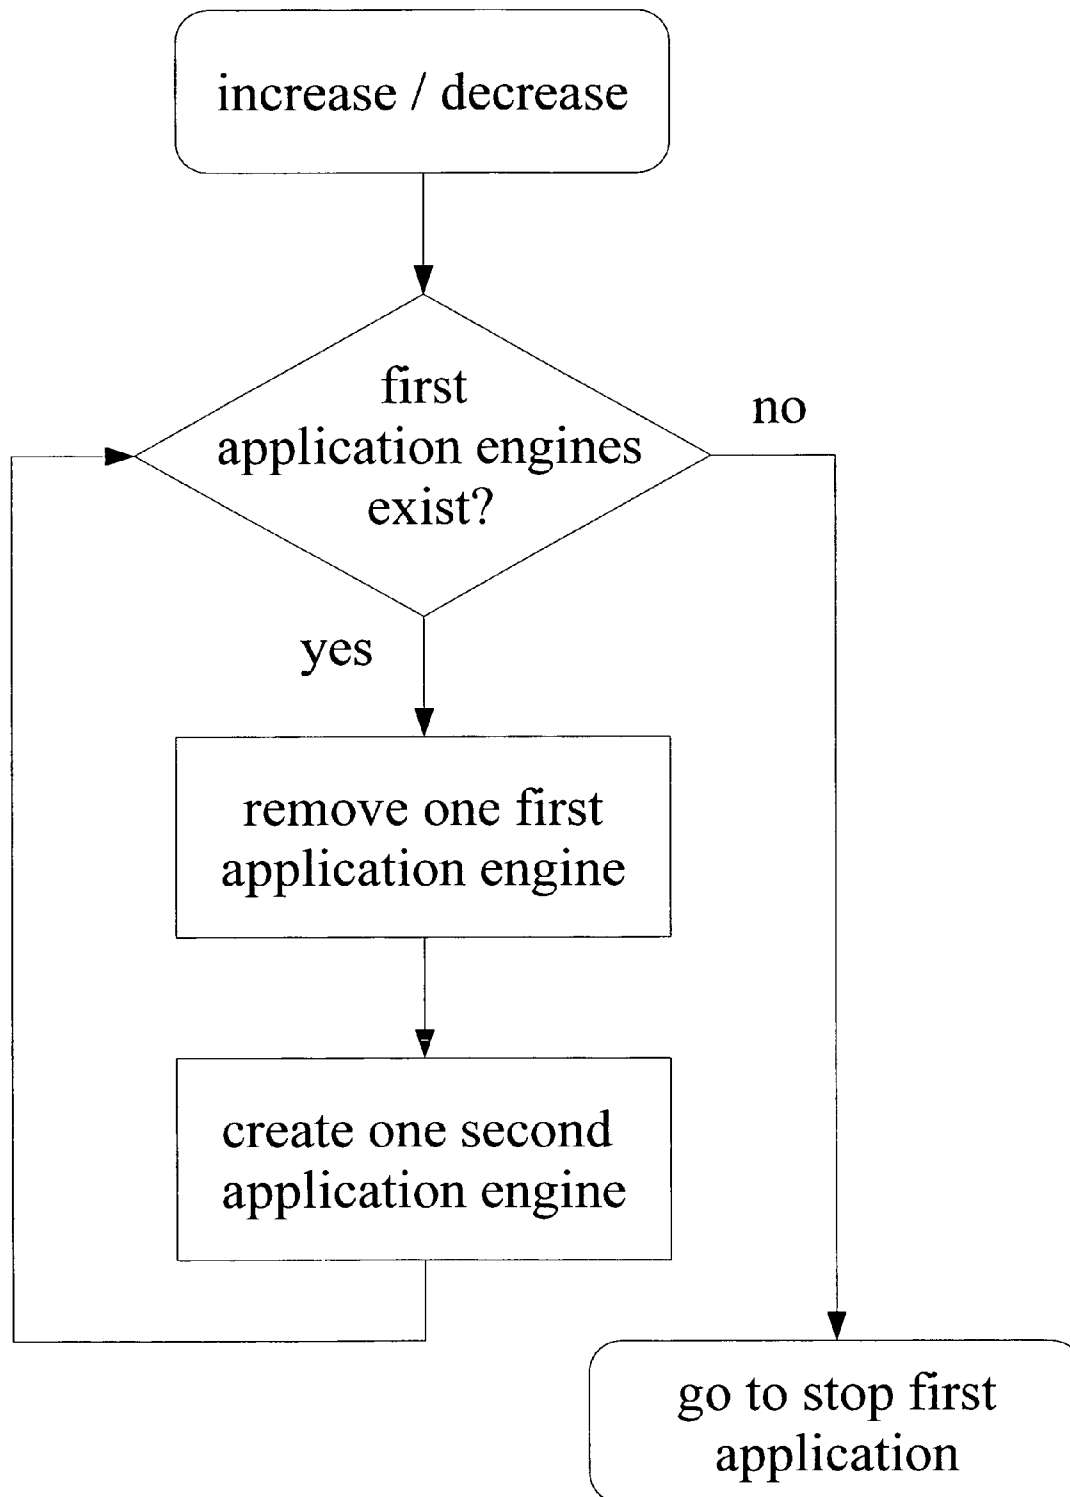 increase / decrease
first
application engines
exist?
no
yes
remove one first
application engine
create one second
application engine
go to stop first
application